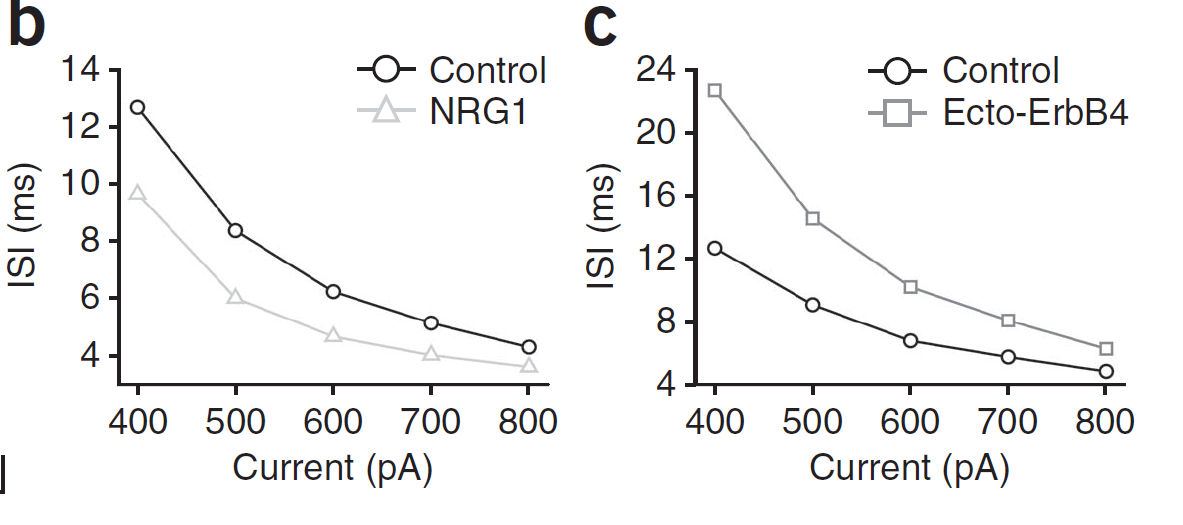 b
14
12
10
8
6
4
ISI (ms)
400 500 600 700 800
Current (pA)
Control
NRG1
c
24
20
16
12
8
4
ISI (ms)
400 500 600 700 800
Current (pA)
Control
Ecto-ErbB4